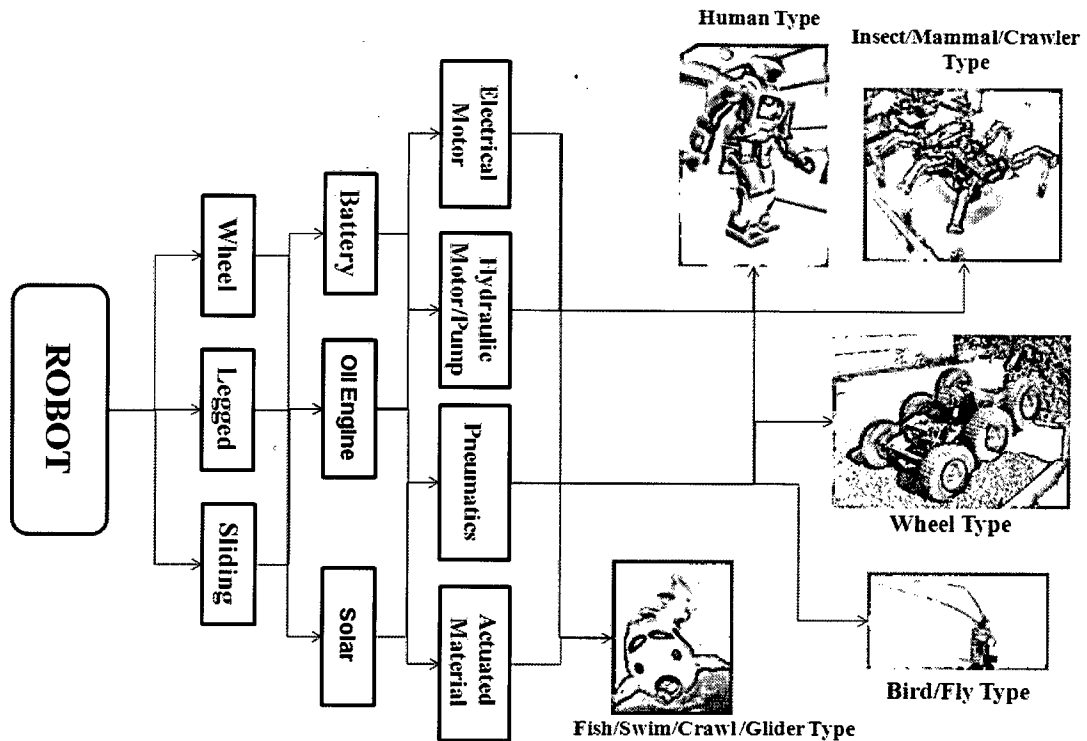 Human Type
Insect/Mammal/Crawler
Type
Electrical
Motor
Battery
Wheel
Hydraulic
Motor/Pump
ROBOT
Legged
Oil Engine
Pneumatics
Wheel Type
Sliding
Solar
Actuated
Material
Bird/Fly Type
Fish/Swim/Crawl/Glider Type